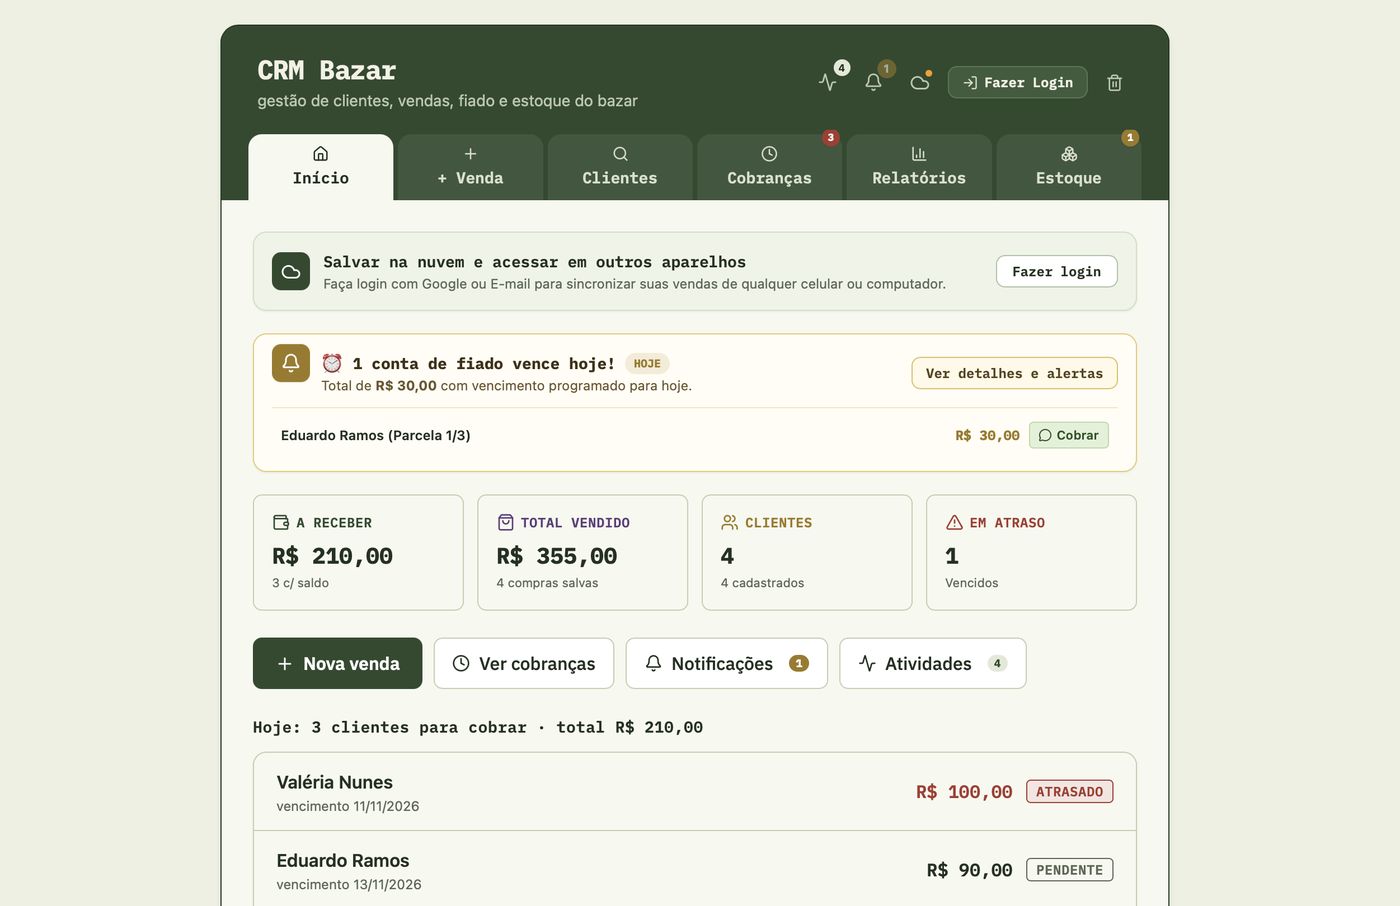 CRM Bazar
gestão de clientes, vendas, fiado e estoque do bazar
4
1
Fazer Login
Início
+ Venda
Clientes
3
Cobranças
Relatórios
1
Estoque
Salvar na nuvem e acessar em outros aparelhos
Faça login com Google ou E-mail para sincronizar suas vendas de qualquer celular ou computador.
Fazer login
⏰ 1 conta de fiado vence hoje! HOJE
Total de R$ 30,00 com vencimento programado para hoje.
Ver detalhes e alertas
Eduardo Ramos (Parcela 1/3)
R$ 30,00
Cobrar
A RECEBER
R$ 210,00
3 c/ saldo
TOTAL VENDIDO
R$ 355,00
4 compras salvas
CLIENTES
4
4 cadastrados
EM ATRASO
1
Vencidos
Nova venda
Ver cobranças
Notificações 1
Atividades 4
Hoje: 3 clientes para cobrar · total R$ 210,00
Valéria Nunes
vencimento 11/11/2026
R$ 100,00 ATRASADO
Eduardo Ramos
vencimento 13/11/2026
R$ 90,00 PENDENTE